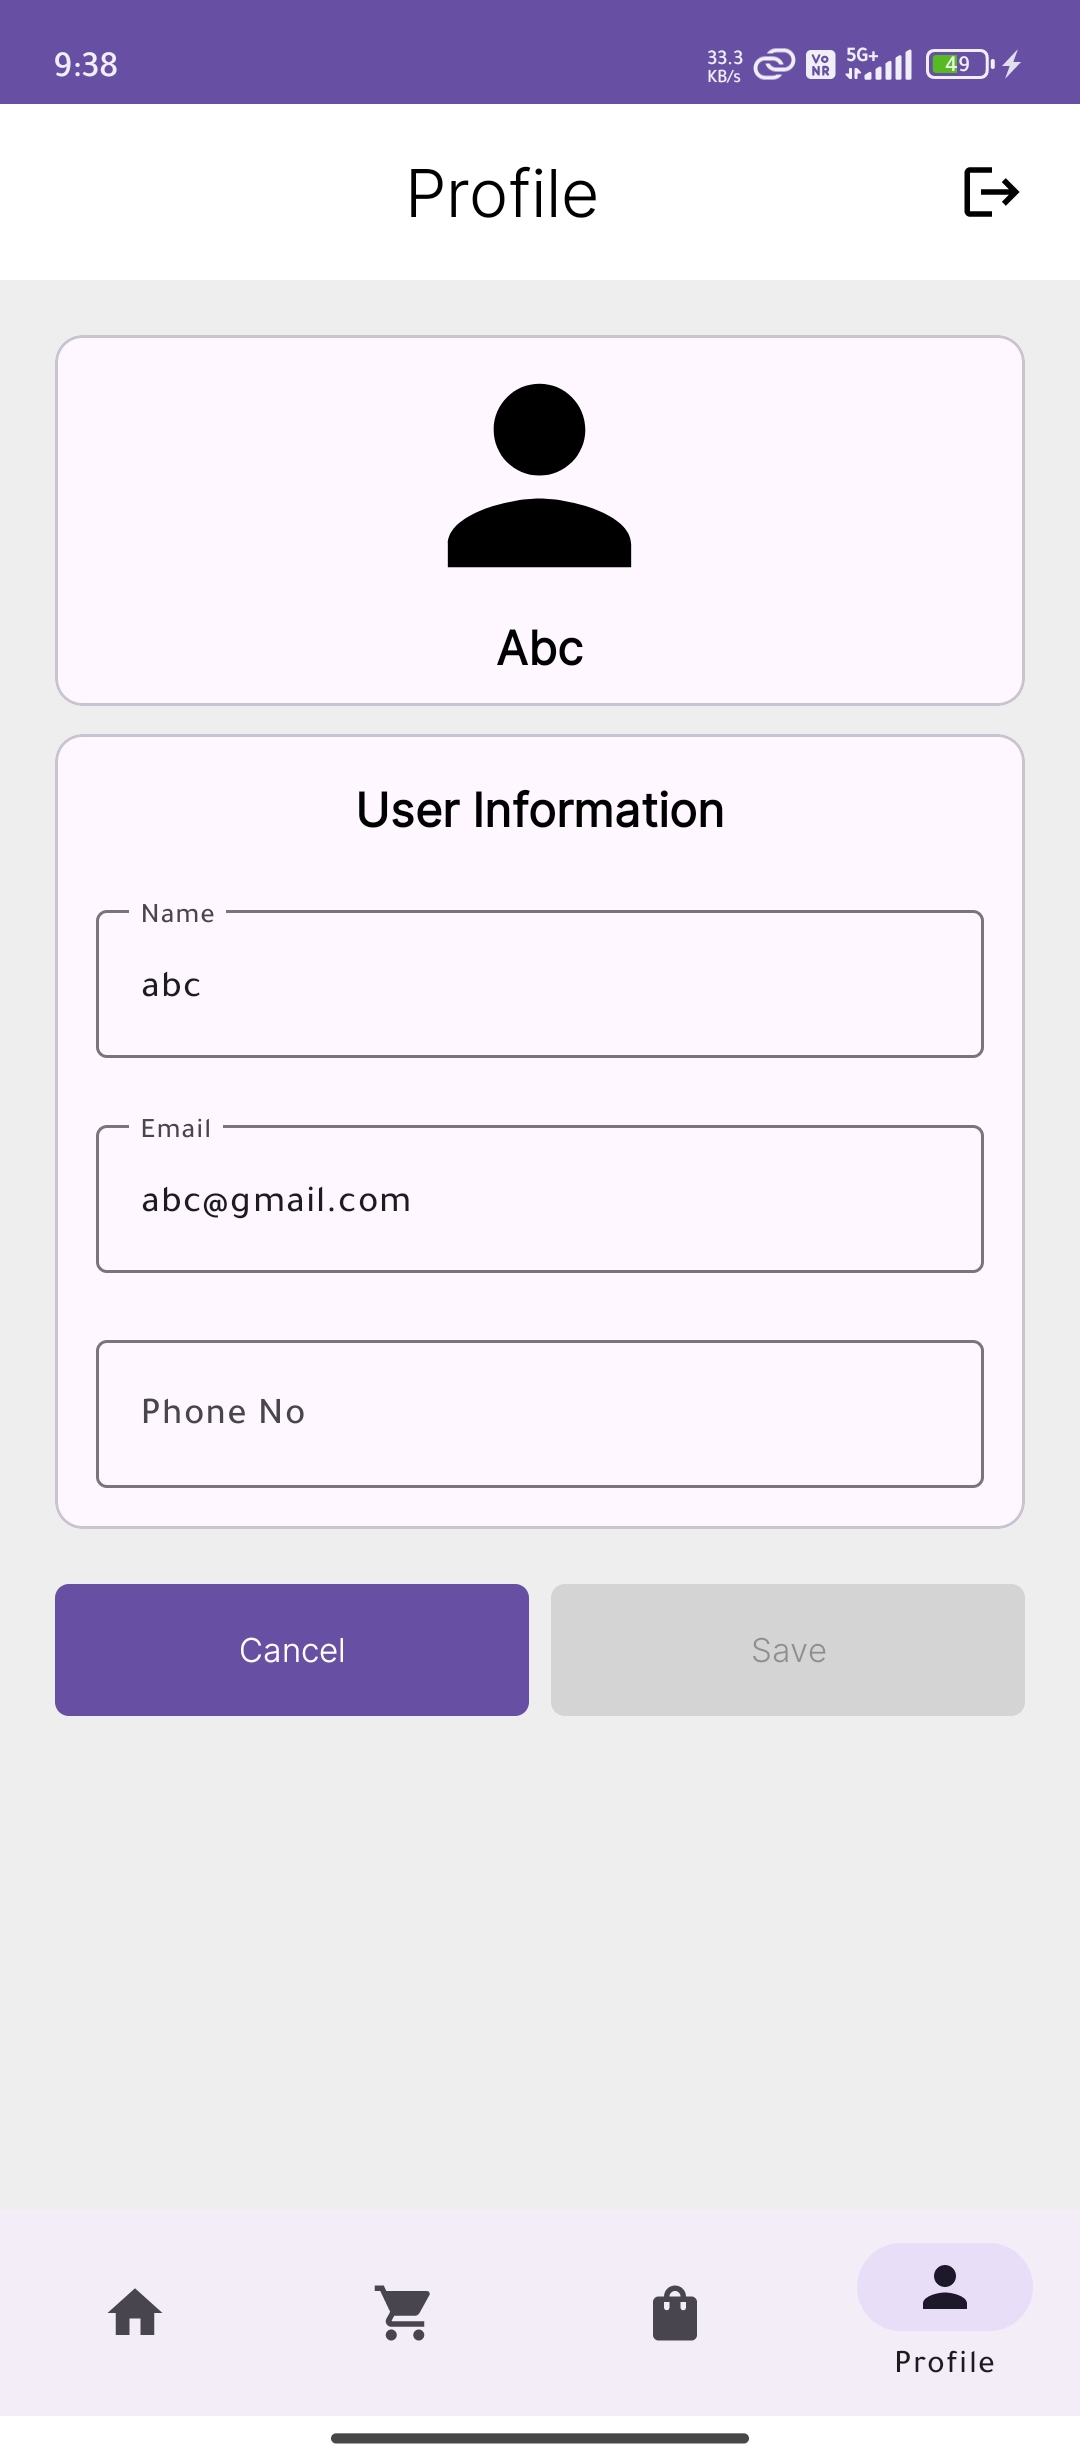 9:38
33.3
KB/s
Vo
NR
5G+
49
Profile
Abc
User Information
Name
abc
Email
abc@gmail.com
Phone No
Cancel
Save
Profile